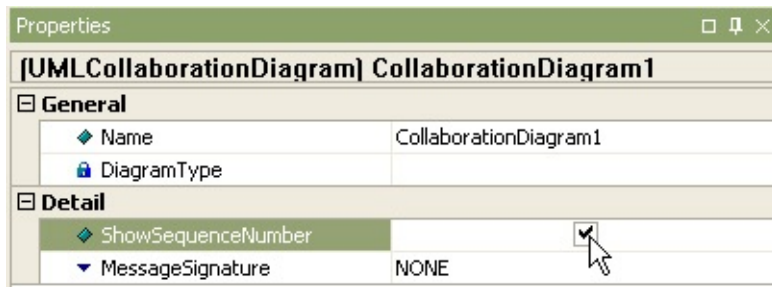 Properties
(UMLCollaborationDiagram) CollaborationDiagram1
General
Name CollaborationDiagram1
DiagramType
Detail
ShowSequenceNumber
MessageSignature NONE